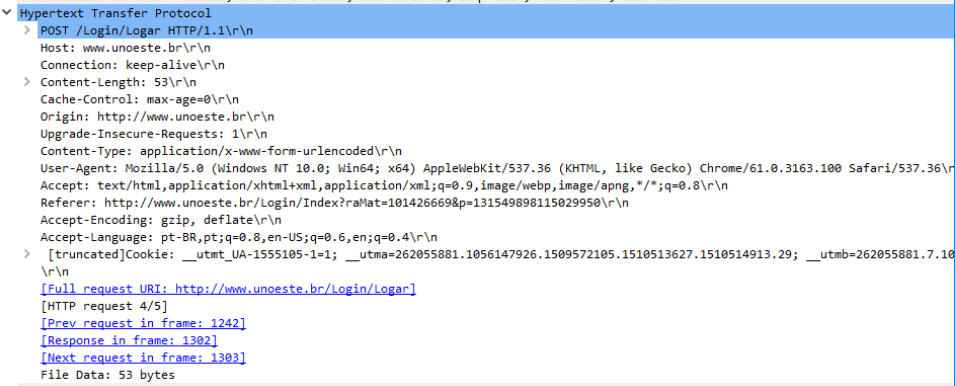 Hypertext Transfer Protocol
POST /Login/Logar HTTP/1.1\r\n
Host: www.unoeste.br\r\n
Connection: keep-alive\r\n
Content-Length: 53\r\n
Cache-Control: max-age=0\r\n
Origin: http://www.unoeste.br\r\n
Upgrade-Insecure-Requests: 1\r\n
Content-Type: application/x-www-form-urlencoded\r\n
User-Agent: Mozilla/5.0 (Windows NT 10.0; Win64; x64) AppleWebKit/537.36 (KHTML, like Gecko) Chrome/61.0.3163.100 Safari/537.36\r
Accept: text/html,application/xhtml+xml,application/xml;q=0.9,image/webp,image/apng,*/*;q=0.8\r\n
Referer: http://www.unoeste.br/Login/Index?raMat=101426669&p=131549898115029950\r\n
Accept-Encoding: gzip, deflate\r\n
Accept-Language: pt-BR,pt;q=0.8,en-US;q=0.6,en;q=0.4\r\n
[truncated]Cookie: __utmt_UA-1555105-1=1; __utma=262055881.1056147926.1509572105.1510513627.1510514913.29; __utmb=262055881.7.10
\r\n
[Full request URI: http://www.unoeste.br/Login/Logar]
[HTTP request 4/5]
[Prev request in frame: 1242]
[Response in frame: 1302]
[Next request in frame: 1303]
File Data: 53 bytes